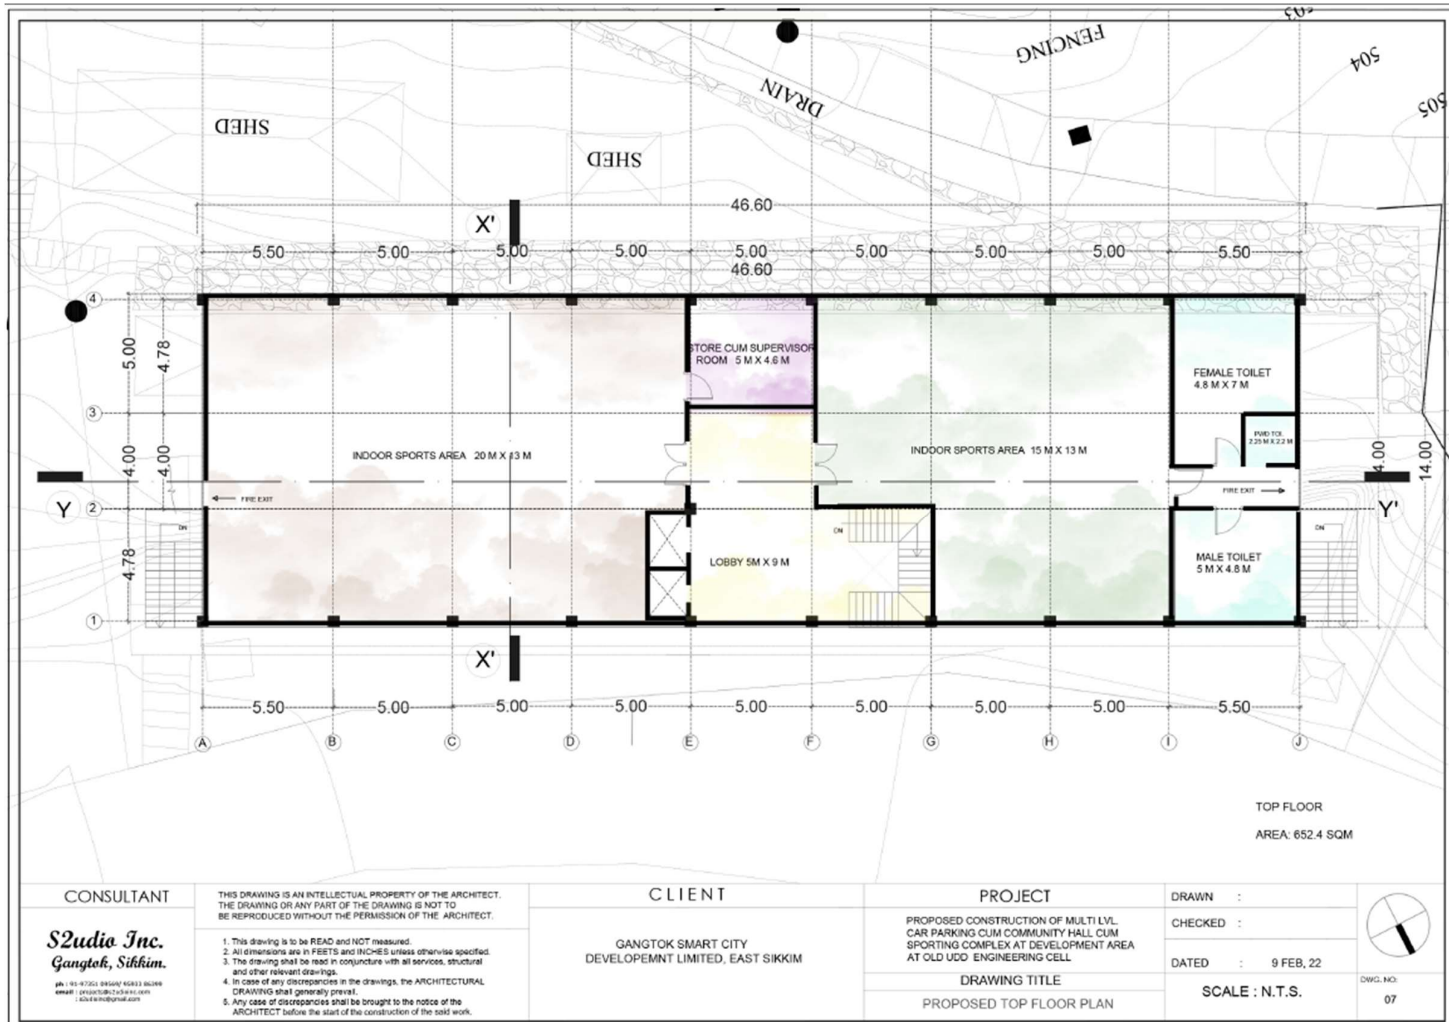 503
FENCING
504
505
DRAIN
SHED
SHED
46.60
X'
5.50 5.00 5.00 5.00 5.00 5.00 5.00 5.00 5.50
46.60
4
5.00 4.78
STORE CUM SUPERVISOR
ROOM 5 M X 4.6 M
FEMALE TOILET
4.8 M X 7 M
3
PWD TOI.
2.25 M X 2.2 M
4.00 4.00
INDOOR SPORTS AREA 20 M X 13 M
INDOOR SPORTS AREA 15 M X 13 M
4.00 14.00
Y
FIRE EXIT
FIRE EXIT
Y'
2
DN
DN
DN
4.78
LOBBY 5M X 9 M
MALE TOILET
5 M X 4.8 M
1
X'
5.50 5.00 5.00 5.00 5.00 5.00 5.00 5.00 5.50
A B C D E F G H I J
TOP FLOOR
AREA: 652.4 SQM
CONSULTANT
S2udio Inc.
Gangtok, Sikkim.
THIS DRAWING IS AN INTELLECTUAL PROPERTY OF THE ARCHITECT.
THE DRAWING OR ANY PART OF THE DRAWING IS NOT TO
BE REPRODUCED WITHOUT THE PERMISSION OF THE ARCHITECT.
1. This drawing is to be READ and NOT measured.
2. All dimensions are in FEETS and INCHES unless otherwise specified.
3. The drawing shall be read in conjuncture with all services, structural
and other relevant drawings.
4. In case of any discrepancies in the drawings, the ARCHITECTURAL
DRAWING shall generally prevail.
5. Any case of discrepancies shall be brought to the notice of the
ARCHITECT before the start of the construction of the said work.
CLIENT
GANGTOK SMART CITY
DEVELOPEMNT LIMITED, EAST SIKKIM
PROJECT
PROPOSED CONSTRUCTION OF MULTI LVL.
CAR PARKING CUM COMMUNITY HALL CUM
SPORTING COMPLEX AT DEVELOPMENT AREA
AT OLD UDD ENGINEERING CELL
DRAWING TITLE
PROPOSED TOP FLOOR PLAN
DRAWN :
CHECKED :
DATED : 9 FEB, 22
SCALE : N.T.S.
DWG. NO:
07